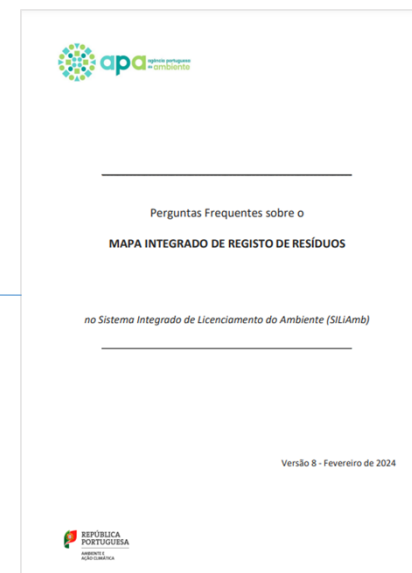 apa agência portuguesa
do ambiente
Perguntas Frequentes sobre o
MAPA INTEGRADO DE REGISTO DE RESÍDUOS
no Sistema Integrado de Licenciamento do Ambiente (SILiAmb)
Versão 8 - Fevereiro de 2024
REPÚBLICA
PORTUGUESA
AMBIENTE E
AÇÃO CLIMÁTICA